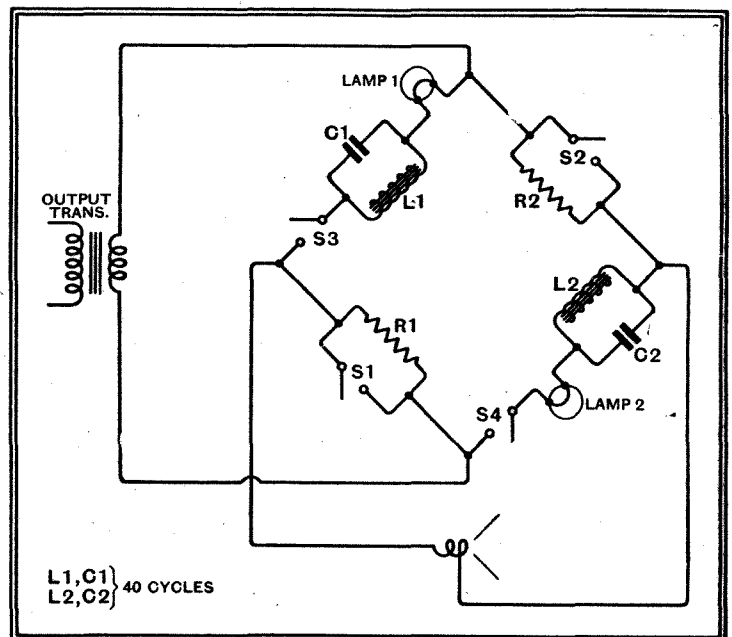 LAMP 1
C1
L1
S2
R2
OUTPUT
TRANS.
S3
L2
R1
C2
S1
S4
LAMP 2
L1,C1
L2,C2 } 40 CYCLES